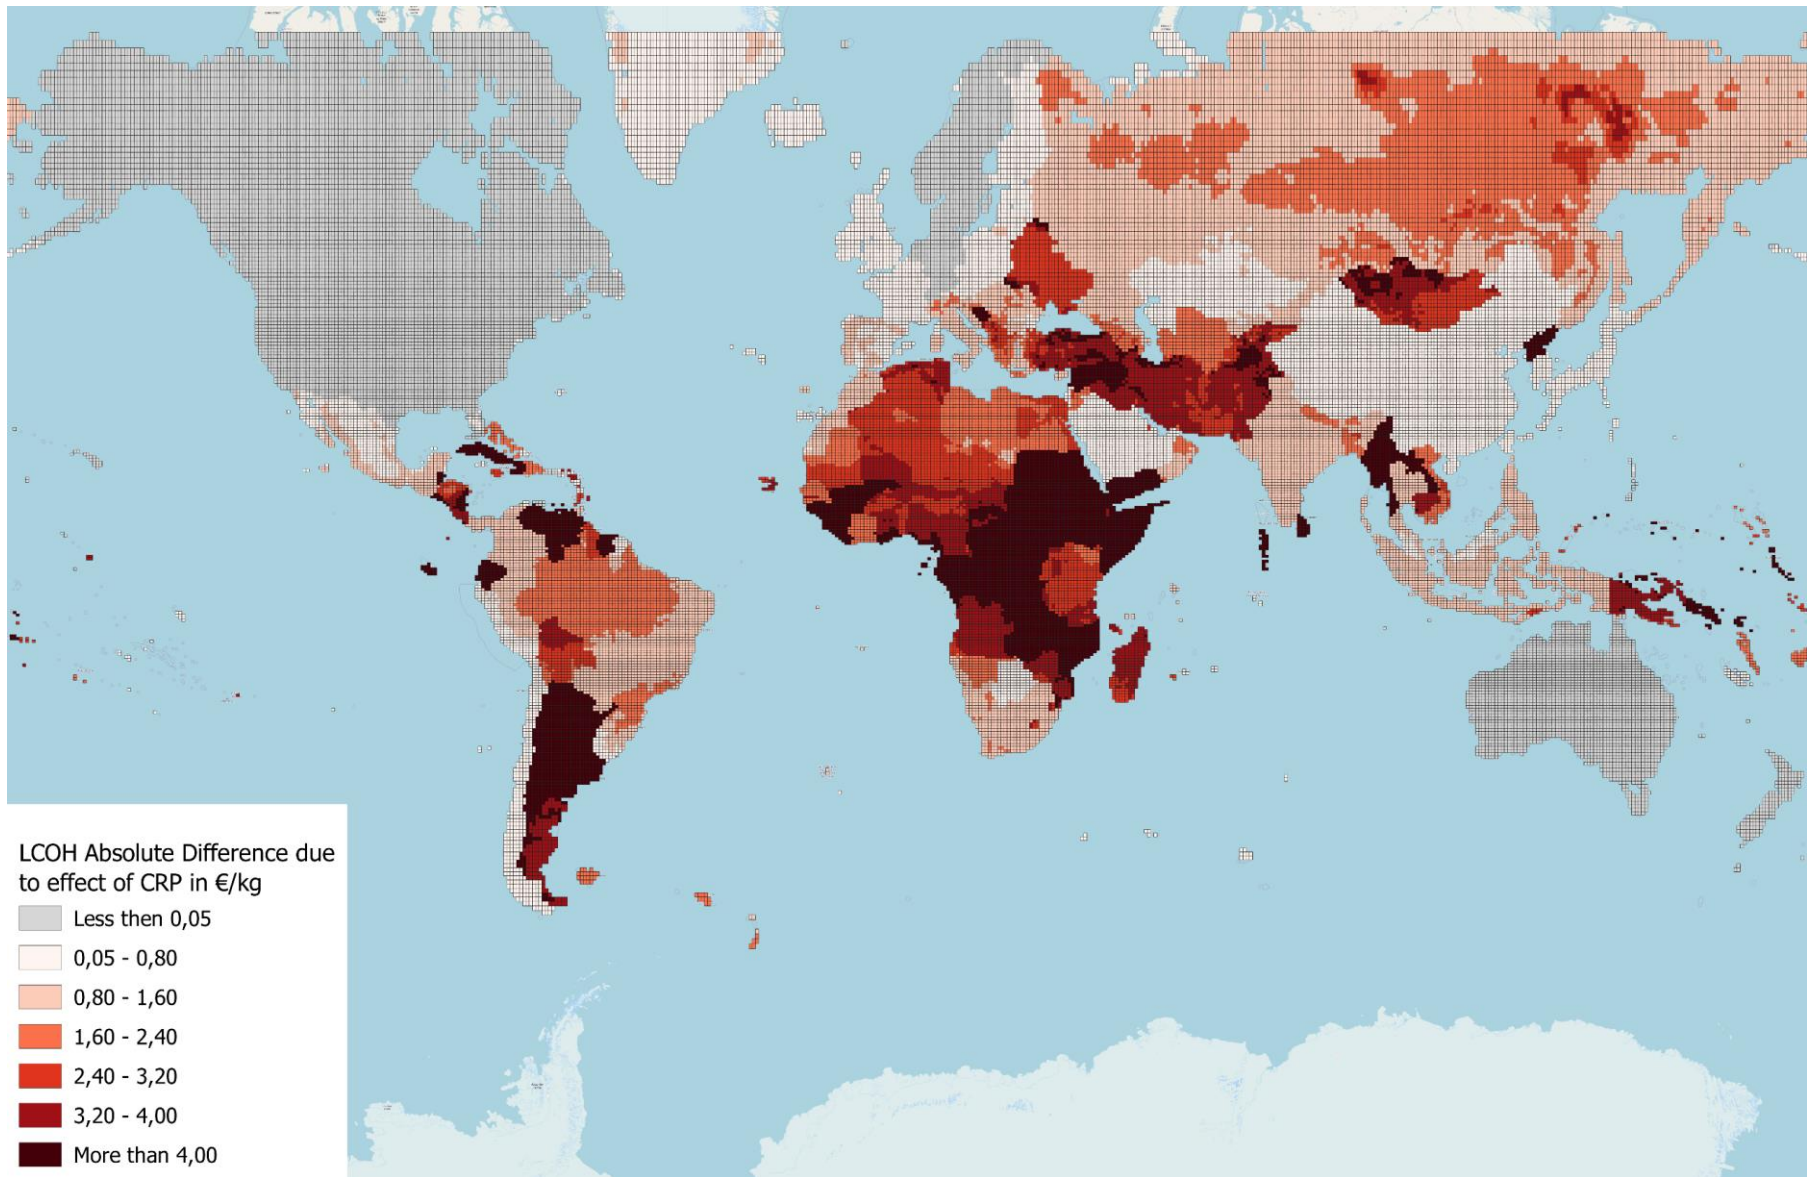 LCOH Absolute Difference due
to effect of CRP in €/kg
Less then 0,05
0,05 - 0,80
0,80 - 1,60
1,60 - 2,40
2,40 - 3,20
3,20 - 4,00
More than 4,00